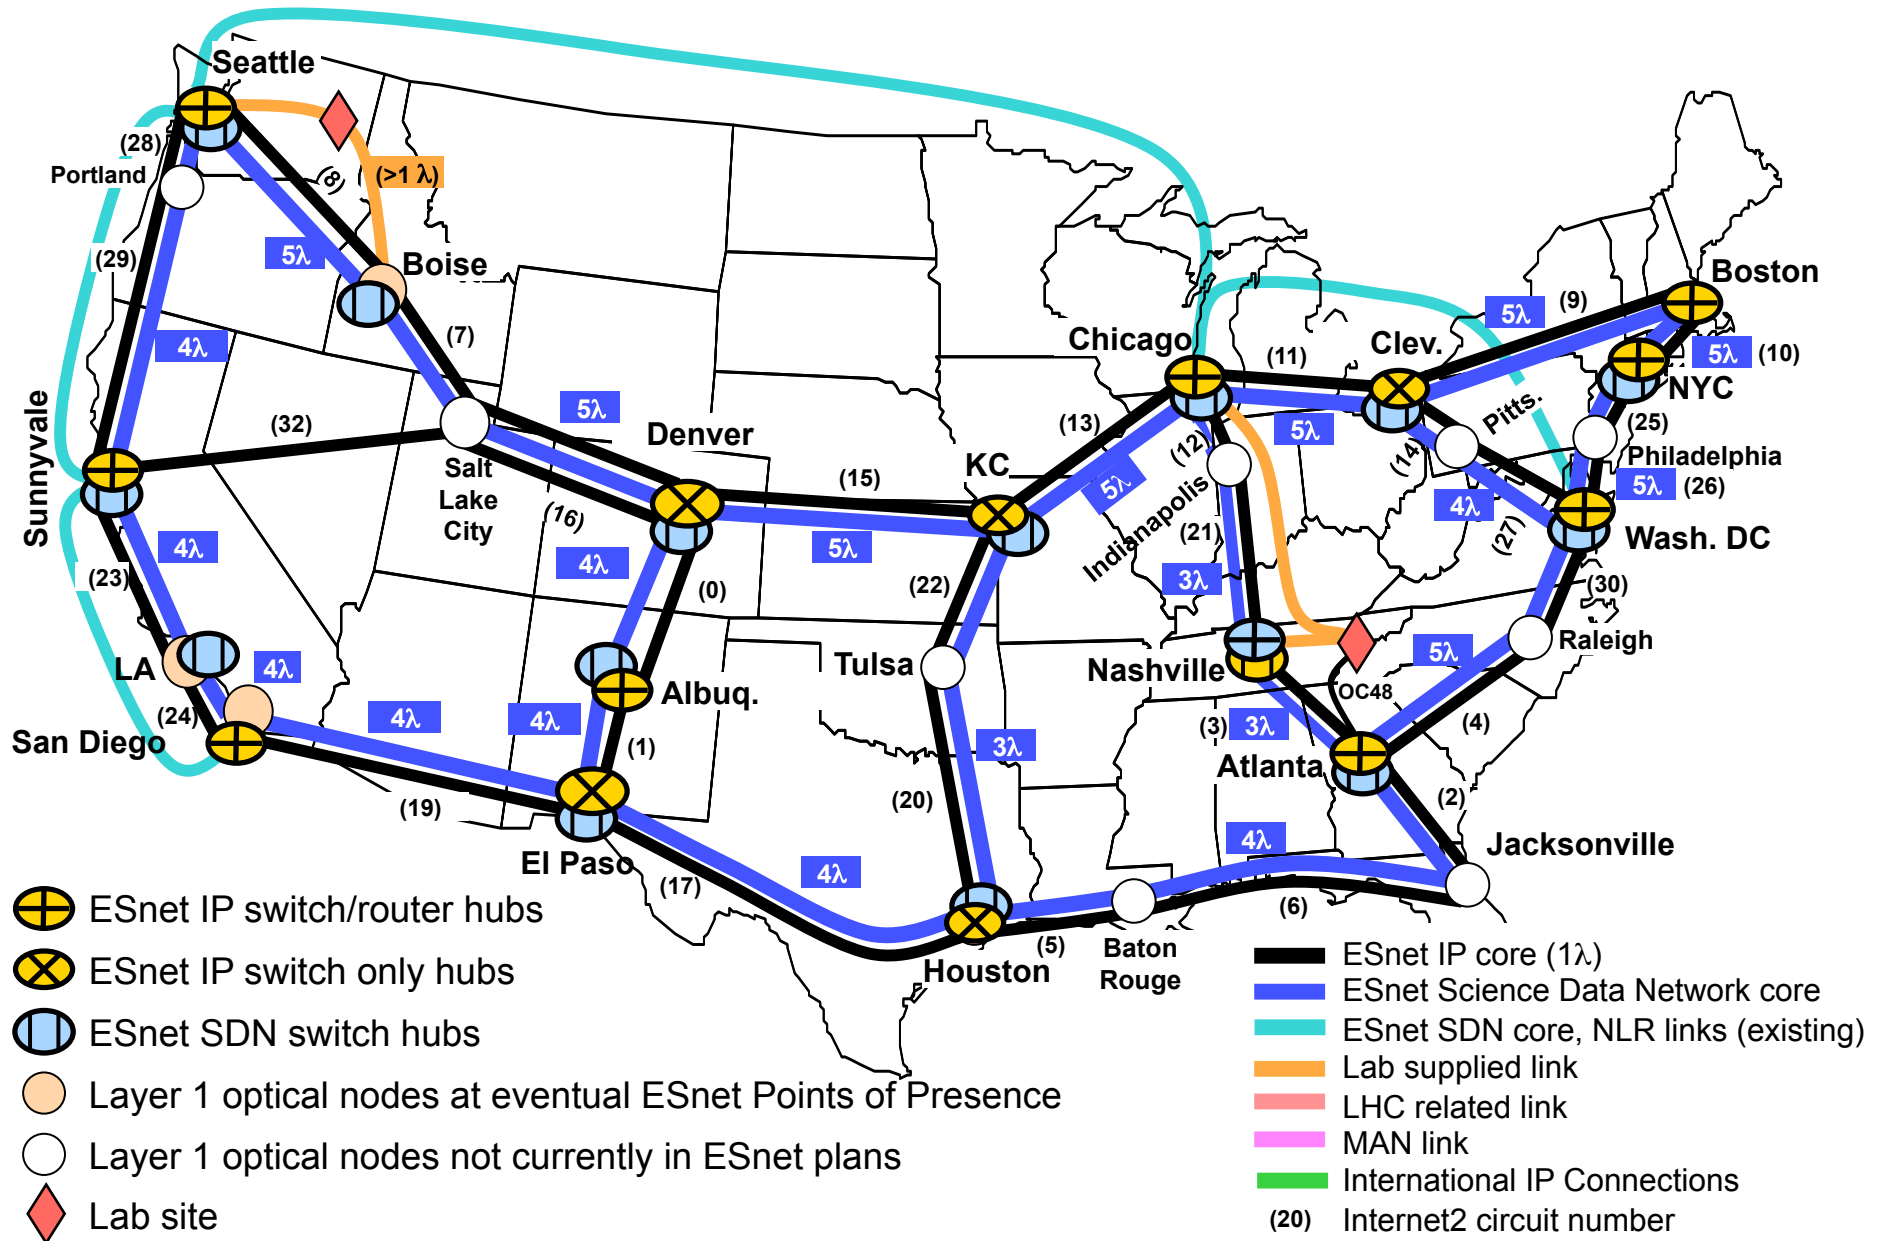 Seattle
(28)
Portland
(8)
(>1 λ)
(29)
5λ
Boise
4λ
(7)
Sunnyvale
(32)
5λ
Denver
Salt
Lake
City
(16)
(15)
KC
(13)
5λ
5λ
4λ
4λ
(23)
(0)
(22)
LA
4λ
(24)
San Diego
4λ
4λ
Albuq.
(1)
(19)
El Paso
(17)
4λ
Tulsa
3λ
(20)
Houston
(5)
Baton
Rouge
(6)
4λ
Jacksonville
(2)
Chicago
(11)
Clev.
5λ
(9)
Boston
5λ
(10)
NYC
5λ
(12)
(14)
Pitts.
(25)
Philadelphia
5λ
(26)
Indianapolis
(21)
4λ
(27)
Wash. DC
3λ
(30)
Raleigh
5λ
Nashville
OC48
(3)
3λ
(4)
Atlanta
ESnet IP switch/router hubs
ESnet IP switch only hubs
ESnet SDN switch hubs
Layer 1 optical nodes at eventual ESnet Points of Presence
Layer 1 optical nodes not currently in ESnet plans
Lab site
ESnet IP core (1λ)
ESnet Science Data Network core
ESnet SDN core, NLR links (existing)
Lab supplied link
LHC related link
MAN link
International IP Connections
(20) Internet2 circuit number